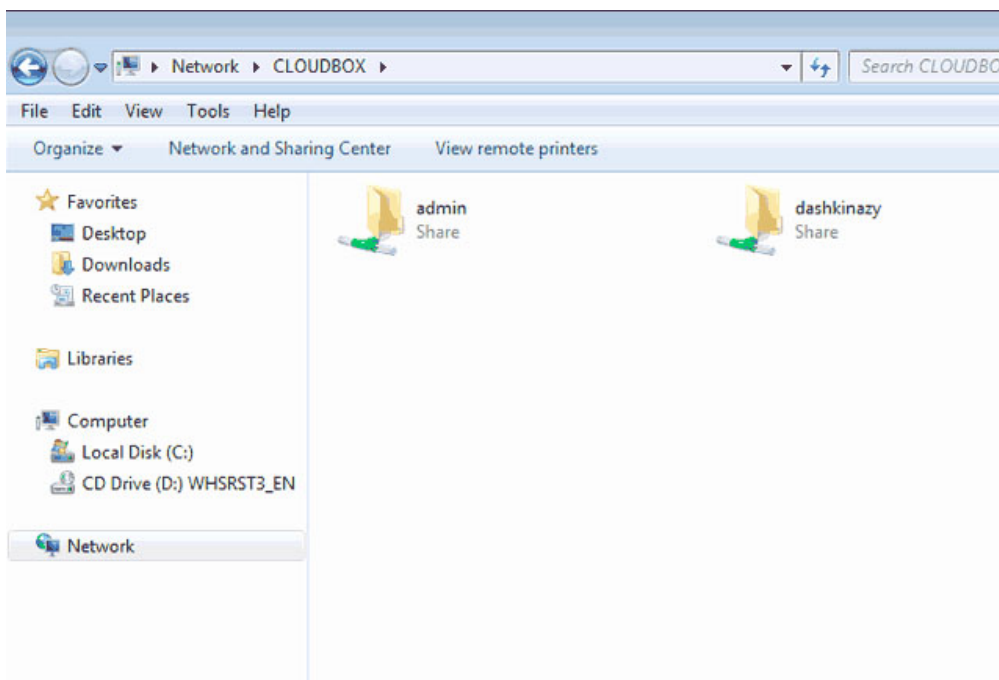 Network ▸ CLOUDBOX ▸
Search CLOUDBO
File Edit View Tools Help
Organize Network and Sharing Center View remote printers
Favorites
Desktop
Downloads
Recent Places
Libraries
Computer
Local Disk (C:)
CD Drive (D:) WHSRST3_EN
Network
admin
Share
dashkinazy
Share